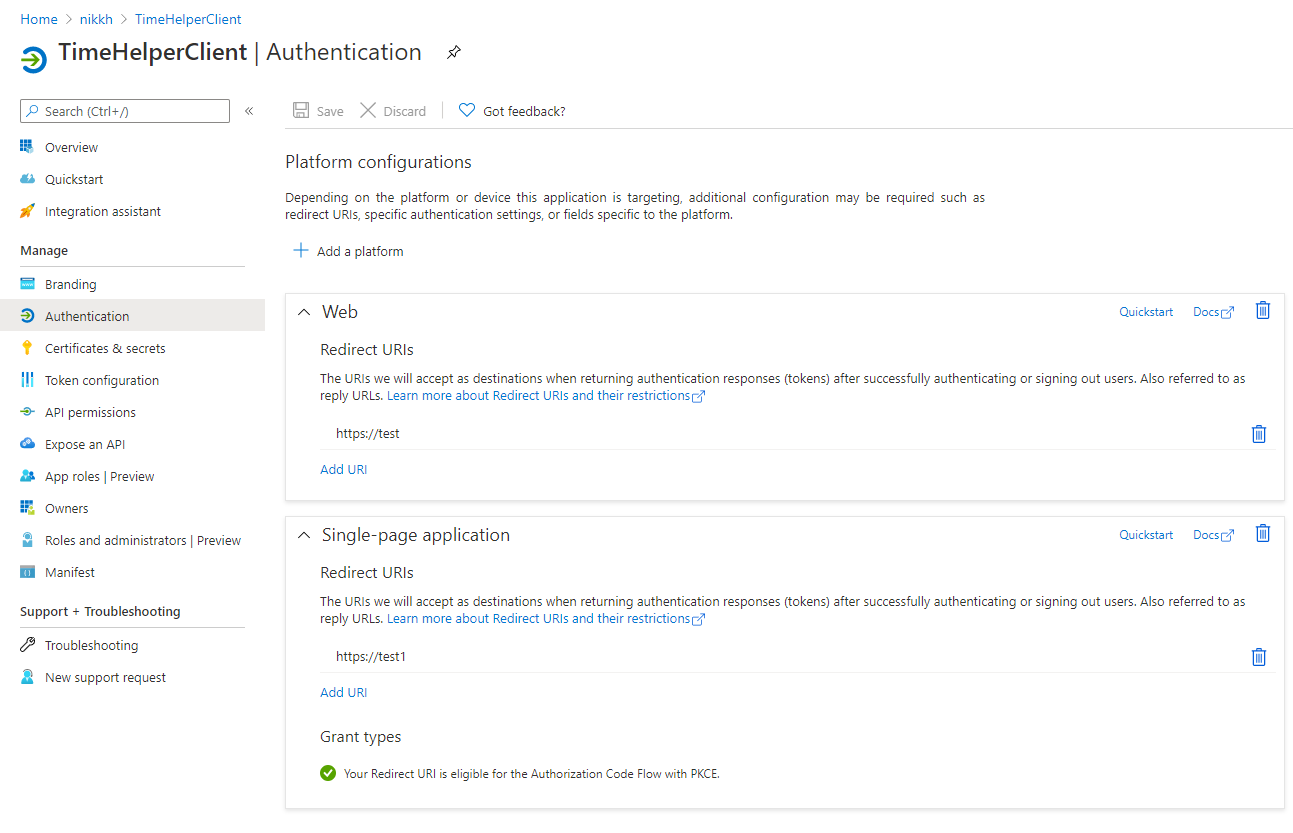 Home > nikkh > TimeHelperClient
TimeHelperClient | Authentication
Search (Ctrl+/)
«
Save
Discard
Got feedback?
Overview
Quickstart
Integration assistant
Manage
Branding
Authentication
Certificates & secrets
Token configuration
API permissions
Expose an API
App roles | Preview
Owners
Roles and administrators | Preview
Manifest
Support + Troubleshooting
Troubleshooting
New support request
Platform configurations
Depending on the platform or device this application is targeting, additional configuration may be required such as
redirect URIs, specific authentication settings, or fields specific to the platform.
Add a platform
Web
Quickstart
Docs
Redirect URIs
The URIs we will accept as destinations when returning authentication responses (tokens) after successfully authenticating or signing out users. Also referred to as
reply URLs. Learn more about Redirect URIs and their restrictions
https://test
Add URI
Single-page application
Quickstart
Docs
Redirect URIs
The URIs we will accept as destinations when returning authentication responses (tokens) after successfully authenticating or signing out users. Also referred to as
reply URLs. Learn more about Redirect URIs and their restrictions
https://test1
Add URI
Grant types
Your Redirect URI is eligible for the Authorization Code Flow with PKCE.